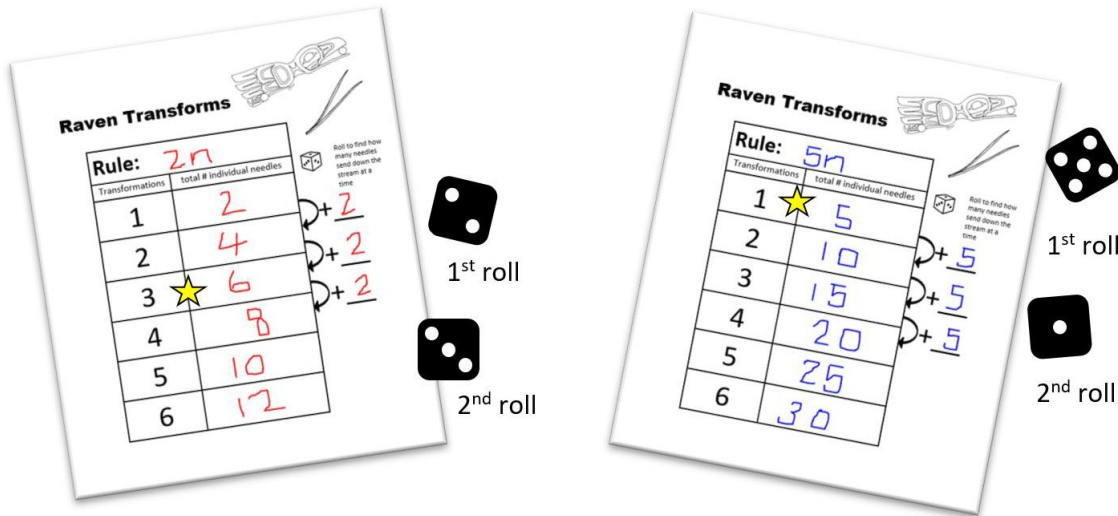 Raven Transforms
Rule: 2n
Transformations total # individual needles
Roll to find how
many needles
send down the
stream at a
time
1 2
+ 2
2 4
+ 2
3 6
+ 2
4 8
5 10
6 12
1st roll
2nd roll
Raven Transforms
Rule: 5n
Transformations total # individual needles
Roll to find how
many needles
send down the
stream at a
time
1 5
+ 5
2 10
+ 5
3 15
+ 5
4 20
5 25
6 30
1st roll
2nd roll